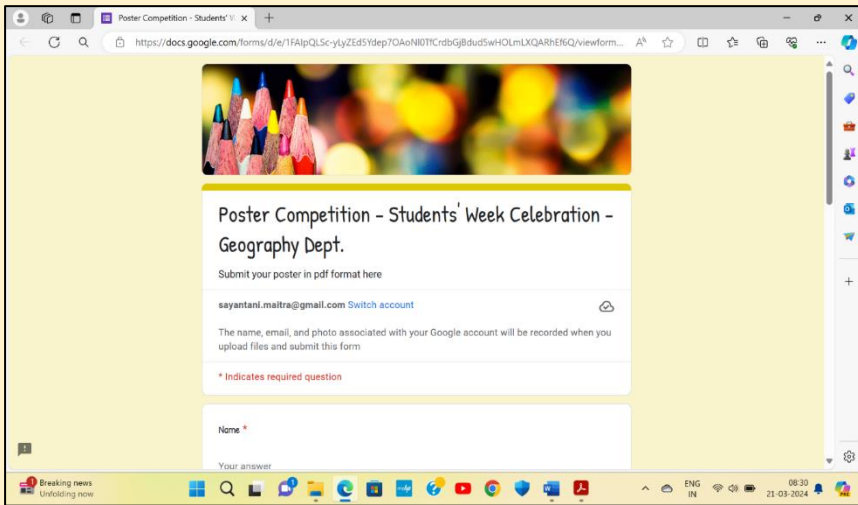 Poster Competition - Students' W
https://docs.google.com/forms/d/e/1FAIpQLSc-yLyZEd5Ydep7OAoNl0TfCrdbGjBdud5wHOLmLXQARhEf6Q/viewform...
Poster Competition - Students' Week Celebration -
Geography Dept.
Submit your poster in pdf format here
sayantani.maitra@gmail.com Switch account
The name, email, and photo associated with your Google account will be recorded when you
upload files and submit this form
* Indicates required question
Name *
Your answer
Breaking news
Unfolding now
ENG
IN
08:30
21-03-2024